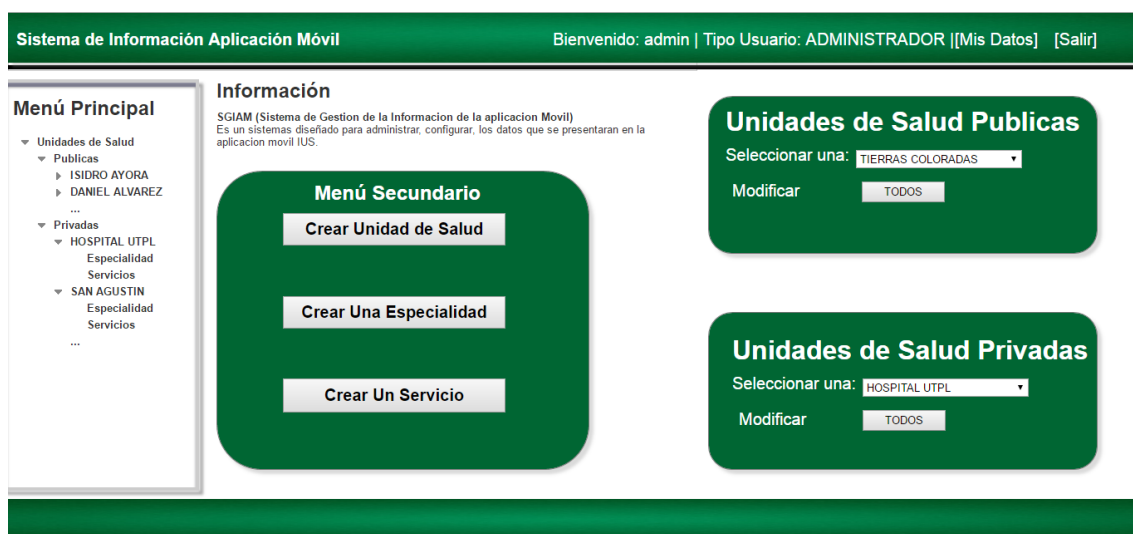 Sistema de Información Aplicación Móvil
Bienvenido: admin | Tipo Usuario: ADMINISTRADOR |[Mis Datos] [Salir]
Menú Principal
Unidades de Salud
Publicas
ISIDRO AYORA
DANIEL ALVAREZ
...
Privadas
HOSPITAL UTPL
Especialidad
Servicios
SAN AGUSTIN
Especialidad
Servicios
...
Información
SGIAM (Sistema de Gestion de la Informacion de la aplicacion Movil)
Es un sistemas diseñado para administrar, configurar, los datos que se presentaran en la
aplicacion movil IUS.
Menú Secundario
Crear Unidad de Salud
Crear Una Especialidad
Crear Un Servicio
Unidades de Salud Publicas
Seleccionar una: TIERRAS COLORADAS
Modificar TODOS
Unidades de Salud Privadas
Seleccionar una: HOSPITAL UTPL
Modificar TODOS